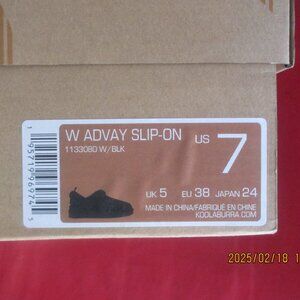 W ADVAY SLIP-ON
1133080 W/BLK
US 7
UK 5 EU 38 JAPAN 24
MADE IN CHINA/FABRIQUÉ EN CHINE
KOOLABURRA.COM
2025/02/18 1